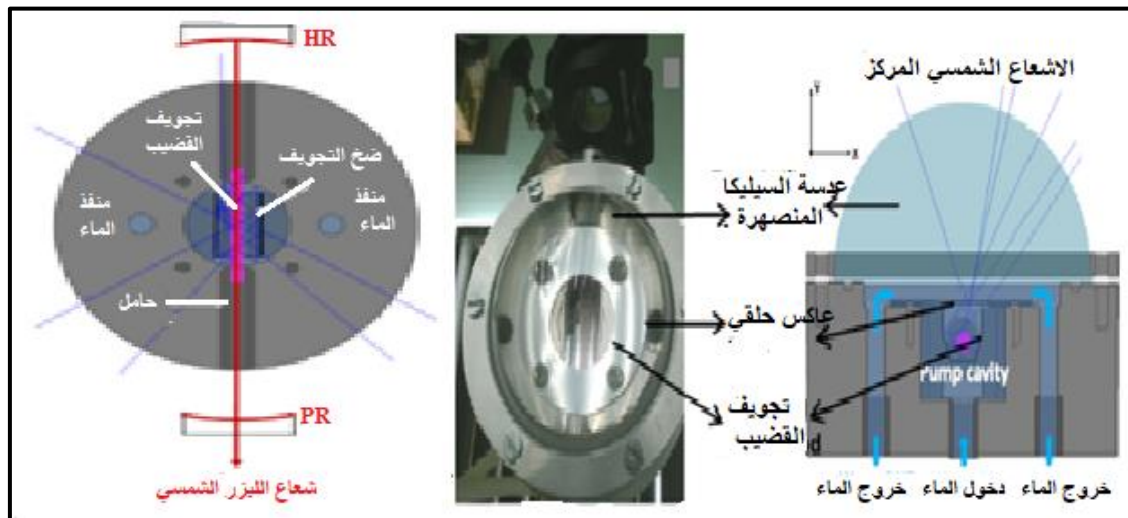 HR
تجويف
القضيب
ضخ التجويف
منفذ
الماء
منفذ
الماء
حامل
PR
شعاع الليزر الشمسي
الاشعاع الشمسي المركز
Y
X
عدسة السيليكا
المنصهرة
عاكس حلقي
تجويف
القضيب
Pump cavity
خروج الماء
دخول الماء
خروج الماء